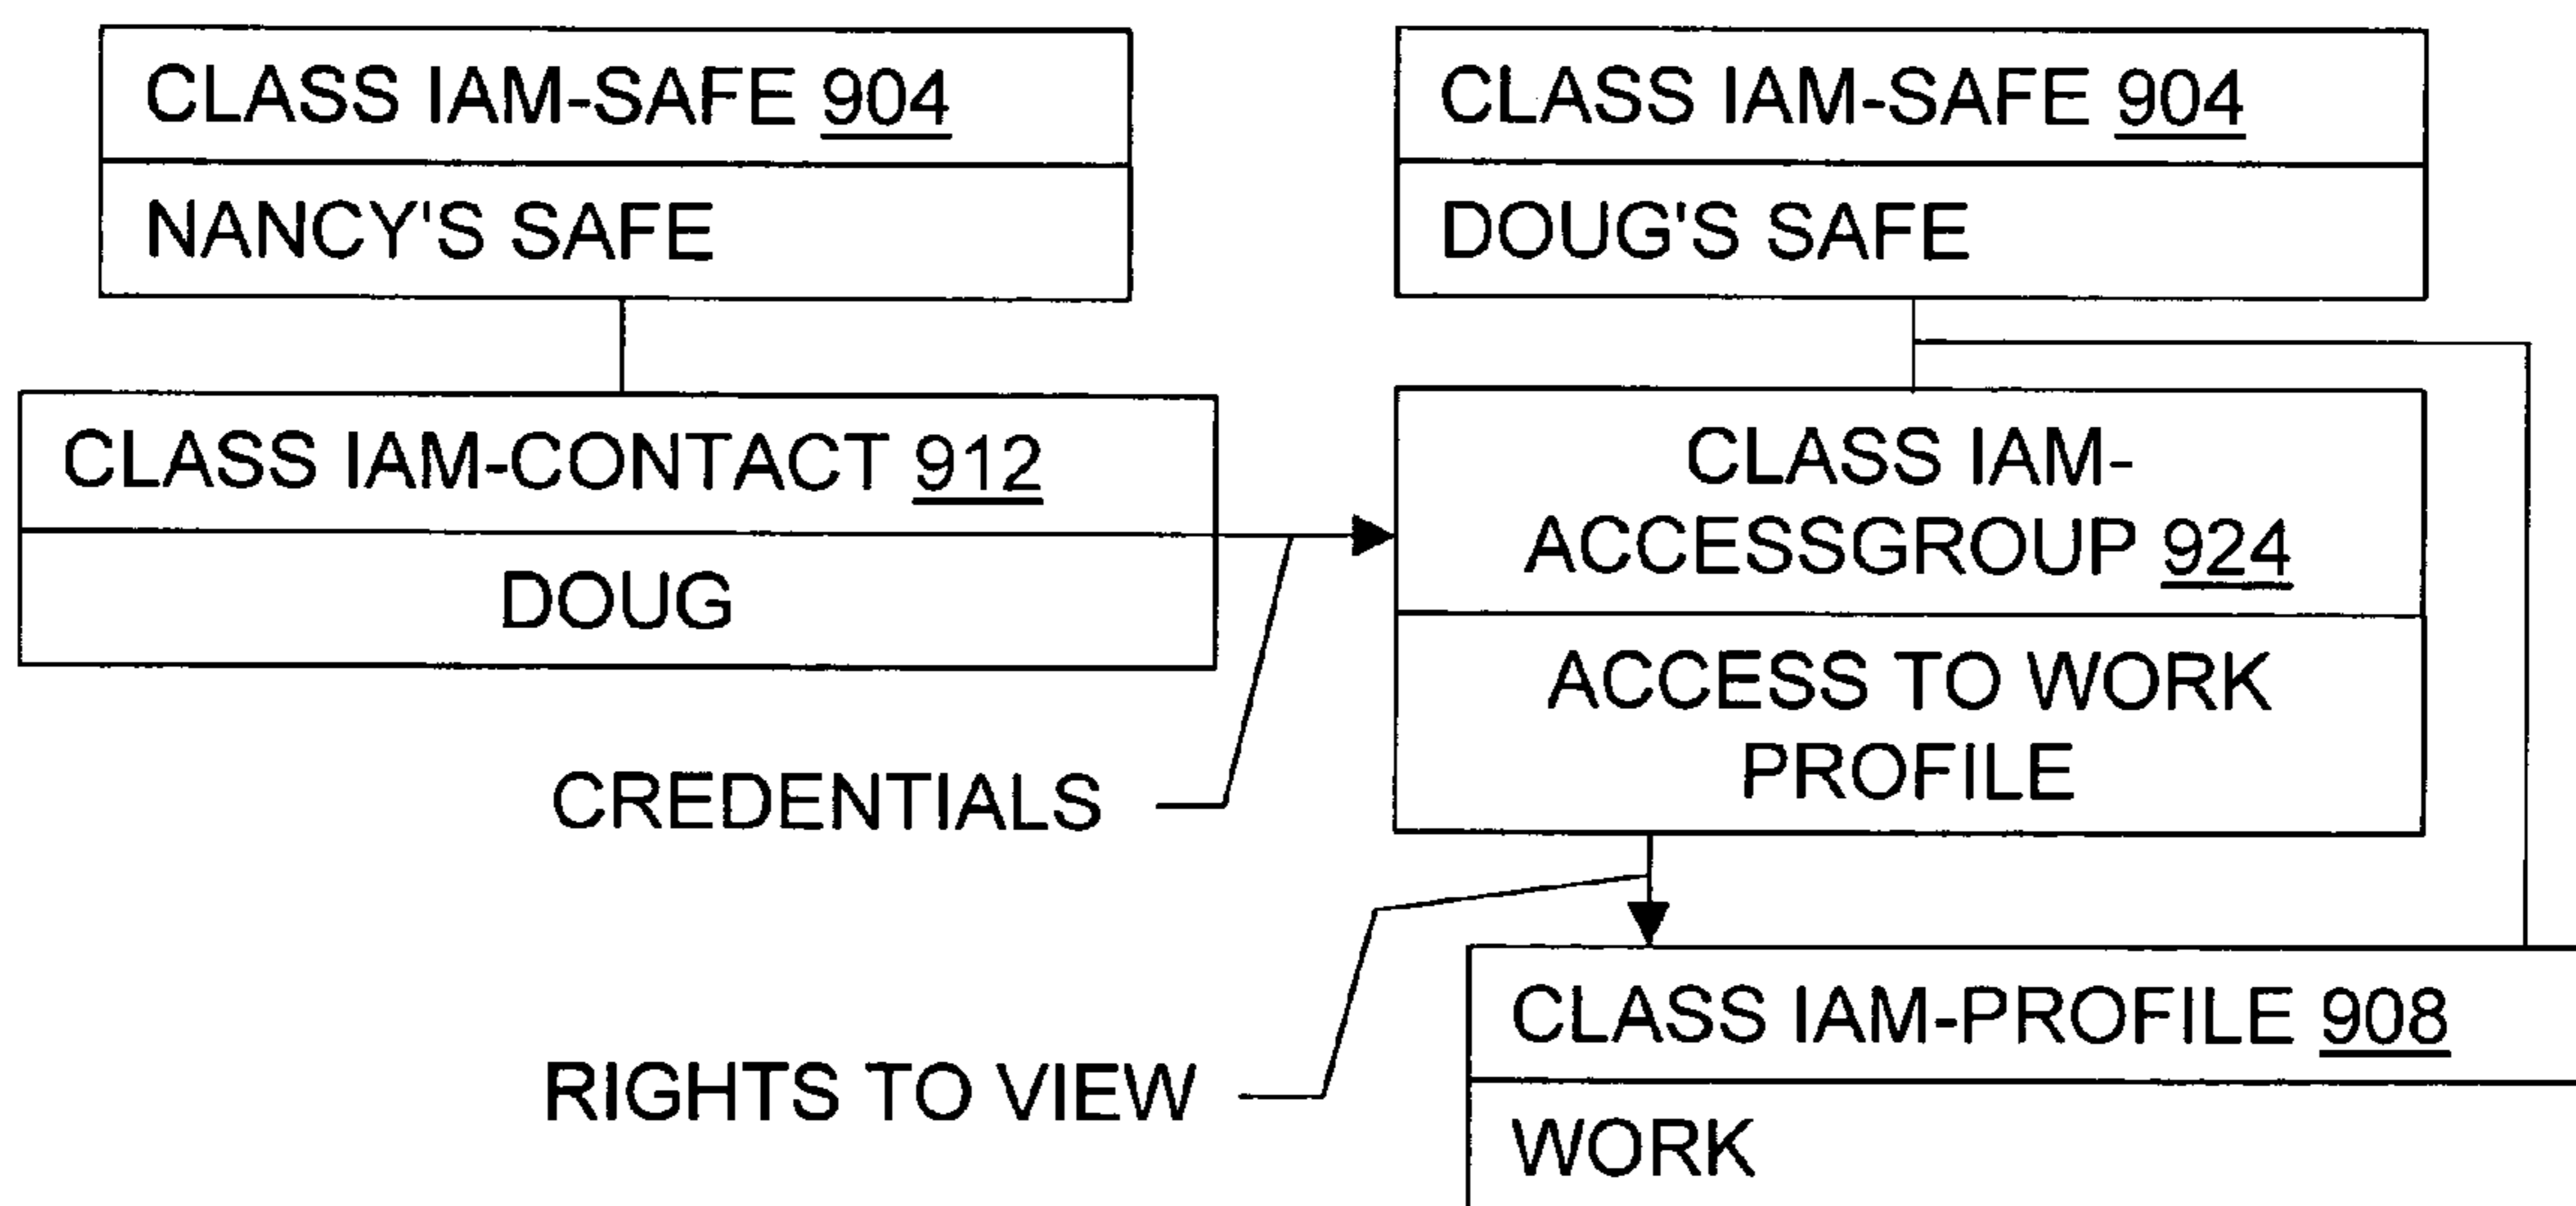 CLASS IAM-SAFE 904
NANCY'S SAFE
CLASS IAM-SAFE 904
DOUG'S SAFE
CLASS IAM-CONTACT 912
DOUG
CLASS IAM-
ACCESSGROUP 924
ACCESS TO WORK
PROFILE
CREDENTIALS
RIGHTS TO VIEW
CLASS IAM-PROFILE 908
WORK